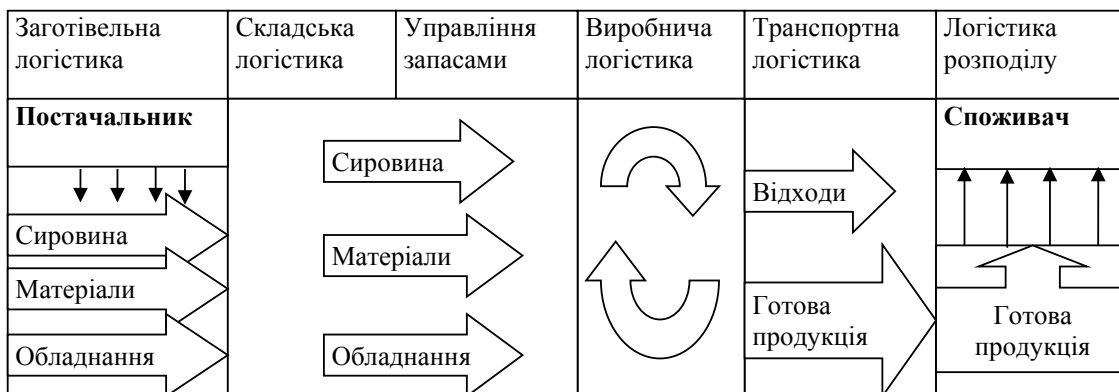 Заготівельна
логістика
Складська
логістика
Управління
запасами
Виробнича
логістика
Транспортна
логістика
Логістика
розподілу
Постачальник
Споживач
Сировина
Матеріали
Обладнання
Сировина
Матеріали
Обладнання
Відходи
Готова
продукція
Готова
продукція